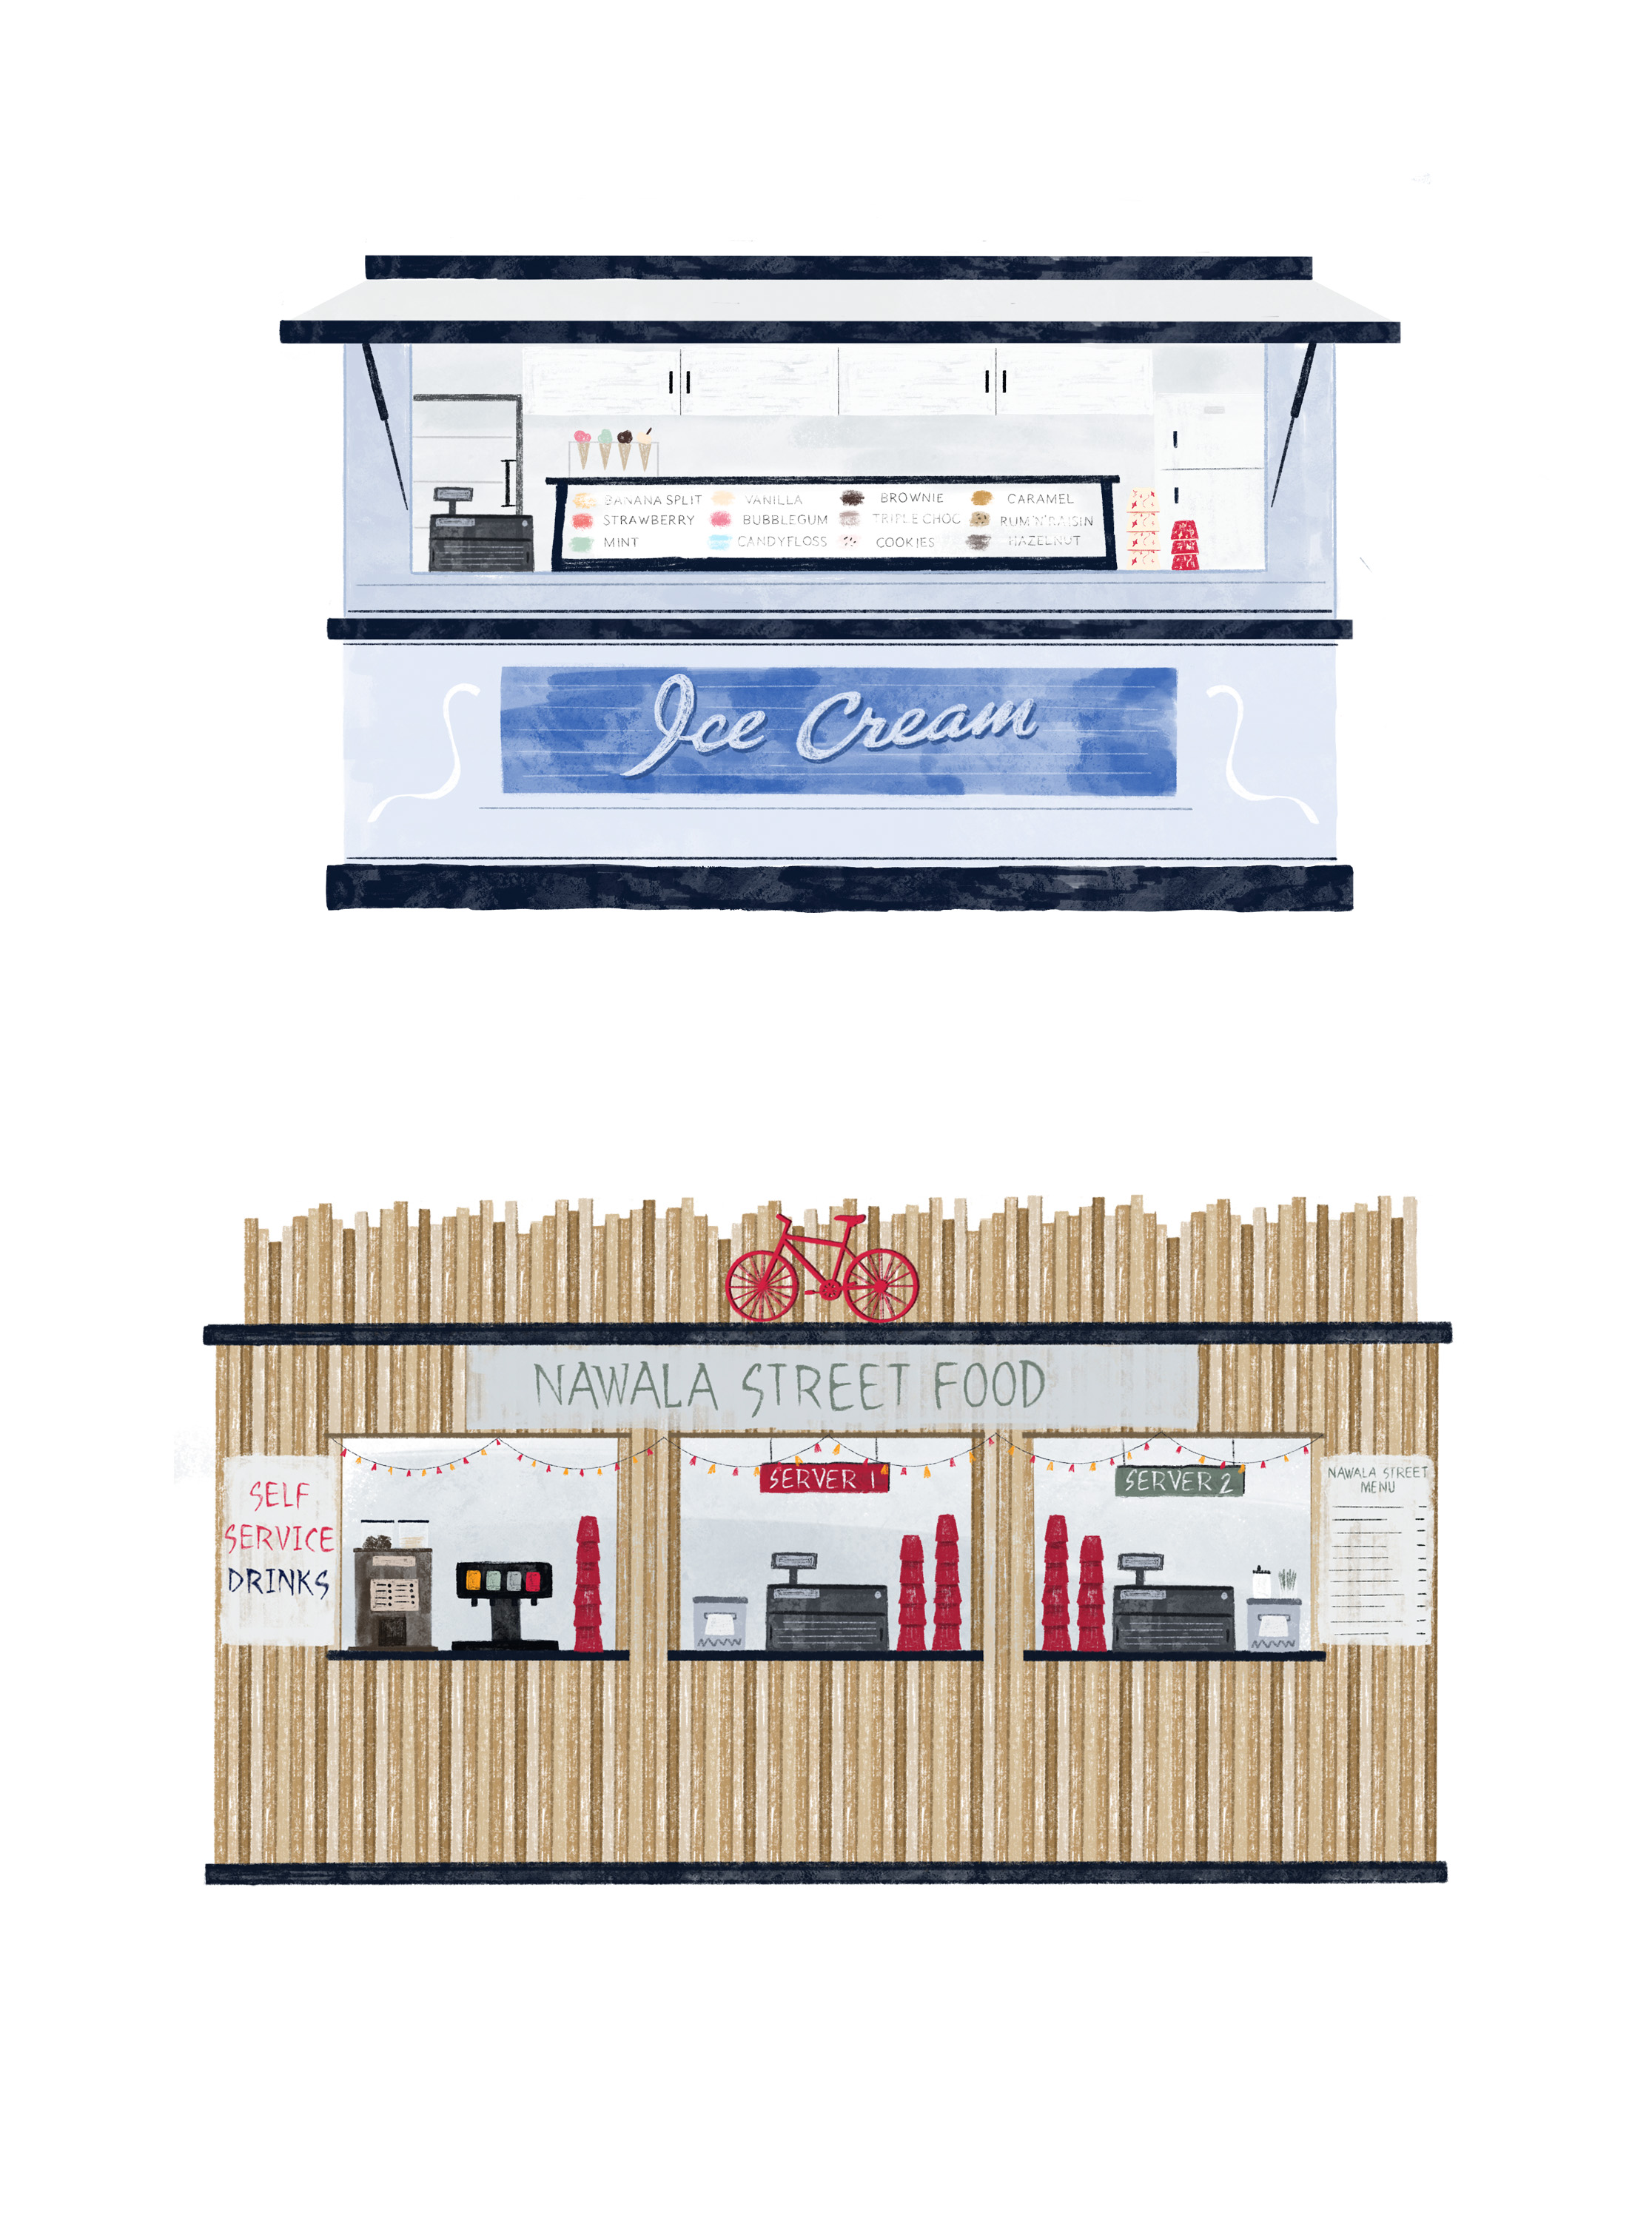 BANANA SPLIT VANILLA BROWNIE CARAMEL
STRAWBERRY BUBBLEGUM TRIPLE CHOC RUM'N'RAISIN
MINT CANDYFLOSS COOKIES HAZELNUT
Ice Cream
NAWALA STREET FOOD
SELF
SERVICE
DRINKS
SERVER 1
SERVER 2
NAWALA STREET
MENU